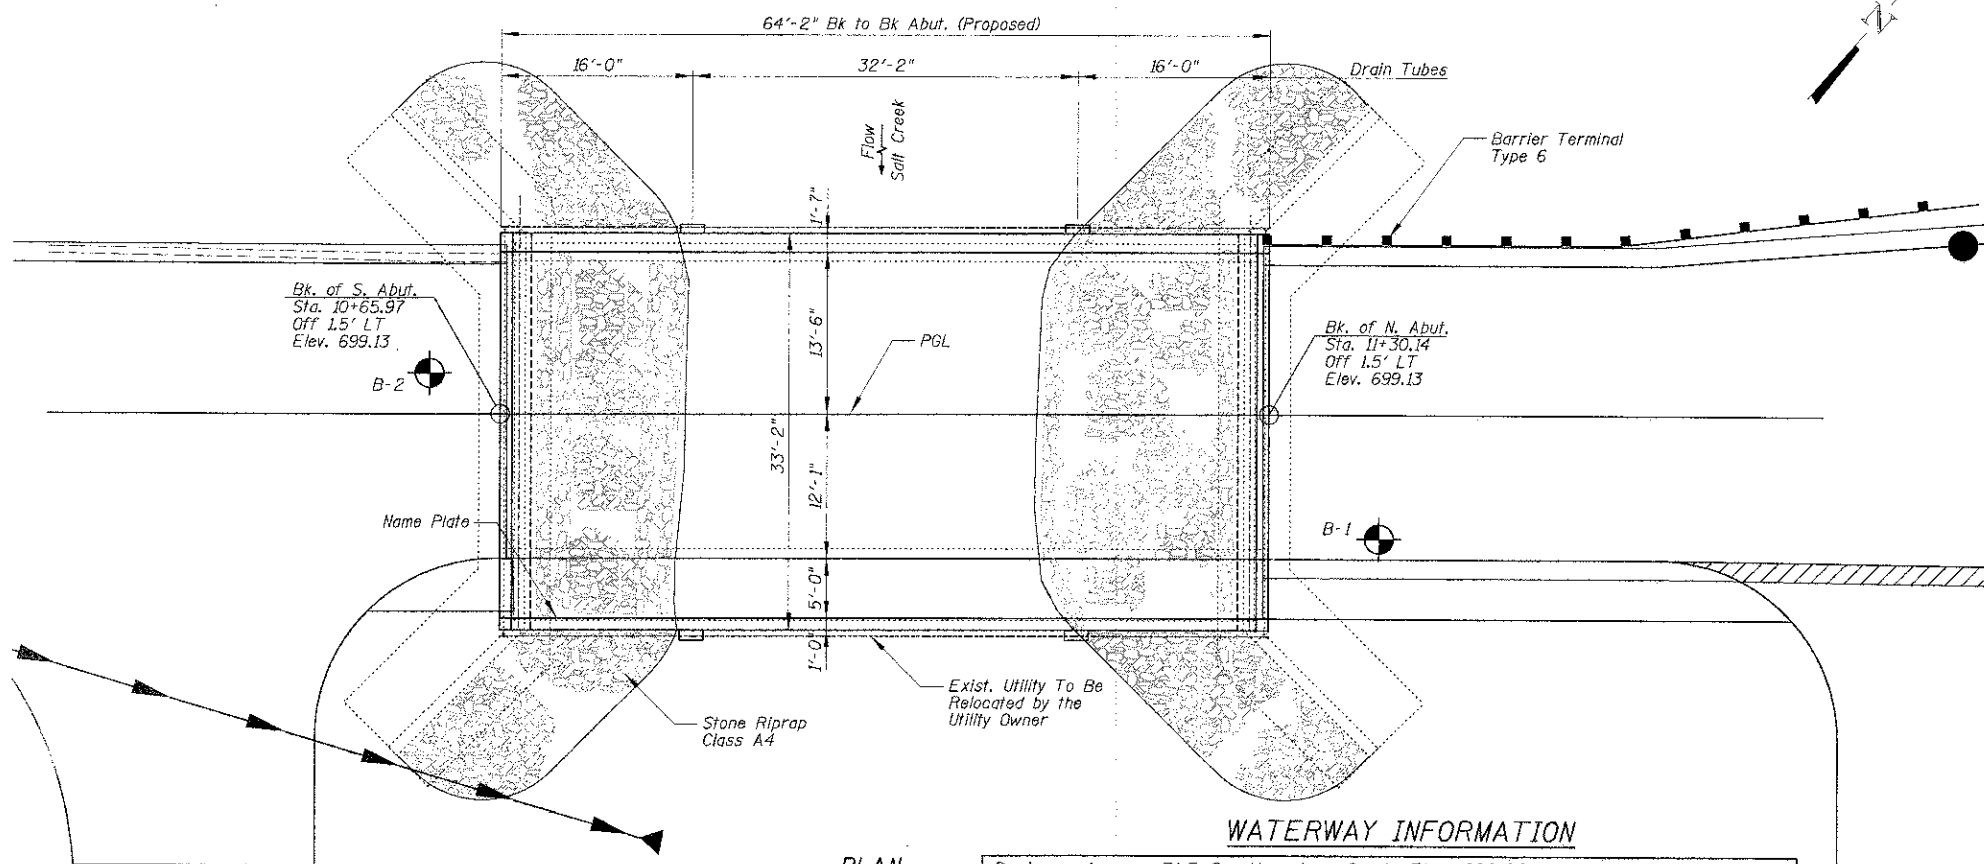 64'-2" Bk to Bk Abut. (Proposed)
N
16'-0"
32'-2"
16'-0"
Drain Tubes
Flow
Salt Creek
Barrier Terminal
Type 6
1'-7"
Bk. of S. Abut.
Sta. 10+65.97
Off 1.5' LT
Elev. 699.13
B-2
13'-6"
PGL
Bk. of N. Abut.
Sta. 11+30.14
Off 1.5' LT
Elev. 699.13
33'-2"
12'-1"
Name Plate
B-1
5'-0"
1'-0"
Exist. Utility To Be
Relocated by the
Utility Owner
Stone Riprap
Class A4
WATERWAY INFORMATION
PLAN